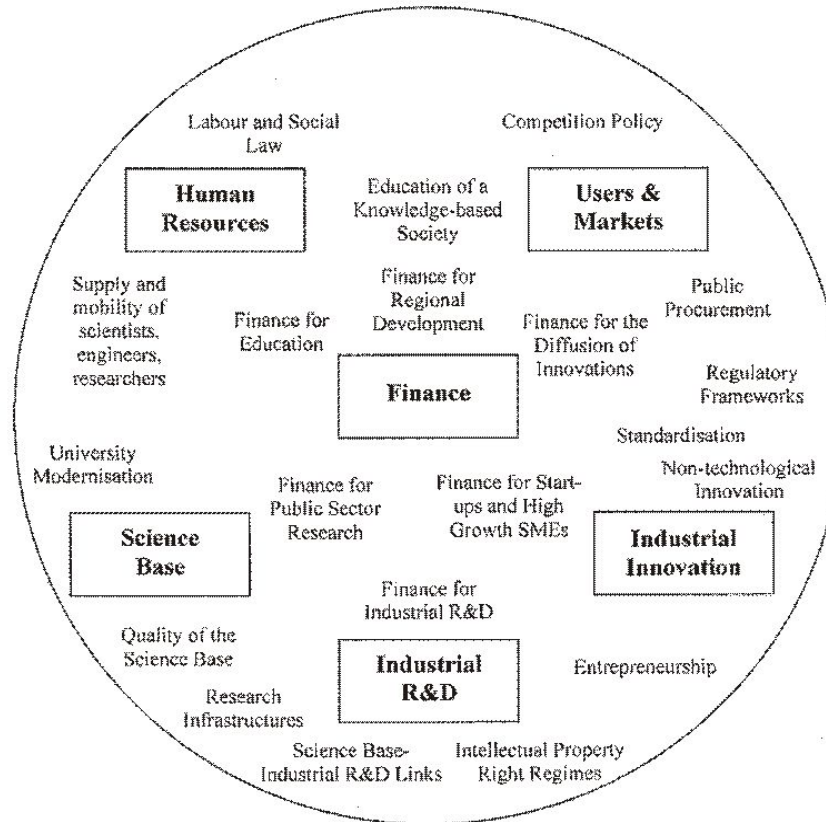 Labour and Social
Law
Competition Policy
Human
Resources
Education of a
Knowledge-based
Society
Users &
Markets
Supply and
mobility of
scientists,
engineers,
researchers
Finance for
Education
Finance for
Regional
Development
Finance for the
Diffusion of
Innovations
Public
Procurement
Finance
Regulatory
Frameworks
Standardisation
University
Modernisation
Non-technological
Innovation
Finance for
Public Sector
Research
Finance for Start-
ups and High
Growth SMEs
Science
Base
Industrial
Innovation
Finance for
Industrial R&D
Quality of the
Science Base
Industrial
R&D
Entrepreneurship
Research
Infrastructures
Science Base-
Industrial R&D Links
Intellectual Property
Right Regimes